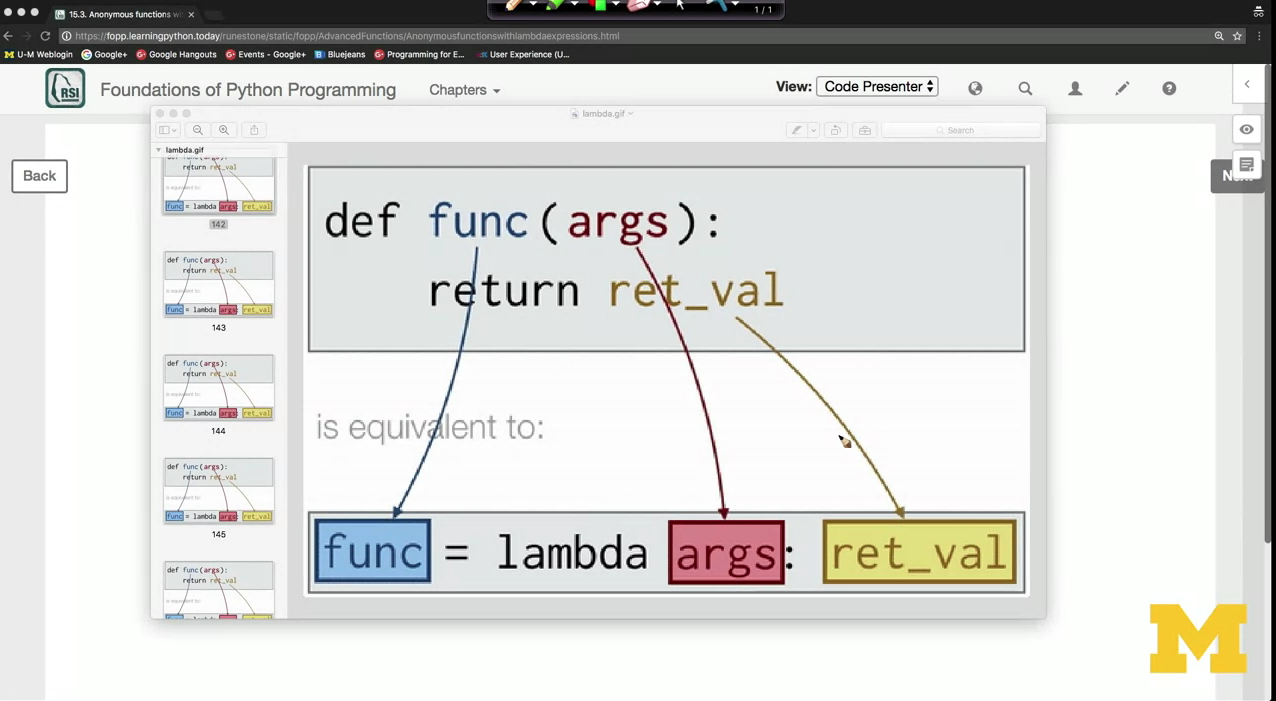 15.3. Anonymous functions wi
1 / 1
https://fopp.learningpython.today/runestone/static/fopp/AdvancedFunctions/Anonymousfunctionswithlambdaexpressions.html
U-M Weblogin Google+ Google Hangouts Events - Google+ Bluejeans Programming for E... User Experience (U...
RSI Foundations of Python Programming Chapters View: Code Presenter
lambda.gif
Search
lambda.gif
Back
return ret_val
is equivalent to:
func = lambda args: ret_val
142
def func(args):
return ret_val
is equivalent to:
func = lambda args: ret_val
143
def func(args):
return ret_val
is equivalent to:
func = lambda args: ret_val
144
def func(args):
return ret_val
is equivalent to:
func = lambda args: ret_val
145
def func(args):
return ret_val
is equivalent to:
def func(args):
return ret_val
is equivalent to:
func = lambda args: ret_val
M